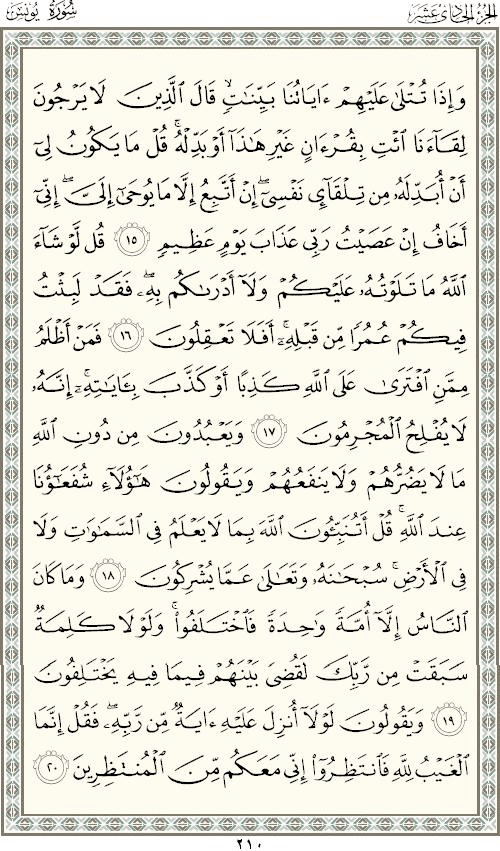 الجزء الحادي عشر
سورة يونس
وَإِذَا تُتْلَىٰ عَلَيْهِمْ ءَايَاتُنَا بَيِّنَٰتٍ ۙ قَالَ ٱلَّذِينَ لَا يَرْجُونَ
لِقَآءَنَا ٱئْتِ بِقُرْءَانٍ غَيْرِ هَٰذَآ أَوْ بَدِّلْهُ ۚ قُلْ مَا يَكُونُ لِىٓ
أَنْ أُبَدِّلَهُۥ مِن تِلْقَآئِ نَفْسِىٓ ۖ إِنْ أَتَّبِعُ إِلَّا مَا يُوحَىٰٓ إِلَىَّ ۖ إِنِّىٓ
أَخَافُ إِنْ عَصَيْتُ رَبِّى عَذَابَ يَوْمٍ عَظِيمٍ ١٥ قُل لَّوْ شَآءَ
ٱللَّهُ مَا تَلَوْتُهُۥ عَلَيْكُمْ وَلَآ أَدْرَىٰكُم بِهِۦ ۖ فَقَدْ لَبِثْتُ
فِيكُمْ عُمُرًا مِّن قَبْلِهِۦٓ ۚ أَفَلَا تَعْقِلُونَ ١٦ فَمَنْ أَظْلَمُ
مِمَّنِ ٱفْتَرَىٰ عَلَى ٱللَّهِ كَذِبًا أَوْ كَذَّبَ بِـَٔايَٰتِهِۦٓ ۚ إِنَّهُۥ
لَا يُفْلِحُ ٱلْمُجْرِمُونَ ١٧ وَيَعْبُدُونَ مِن دُونِ ٱللَّهِ
مَا لَا يَضُرُّهُمْ وَلَا يَنفَعُهُمْ وَيَقُولُونَ هَٰٓؤُلَآءِ شُفَعَٰٓؤُنَا
عِندَ ٱللَّهِ ۚ قُلْ أَتُنَبِّـُٔونَ ٱللَّهَ بِمَا لَا يَعْلَمُ فِى ٱلسَّمَٰوَٰتِ وَلَا
فِى ٱلْأَرْضِ ۚ سُبْحَٰنَهُۥ وَتَعَٰلَىٰ عَمَّا يُشْرِكُونَ ١٨ وَمَا كَانَ
ٱلنَّاسُ إِلَّآ أُمَّةً وَٰحِدَةً فَٱخْتَلَفُوا۟ ۚ وَلَوْلَا كَلِمَةٌ
سَبَقَتْ مِن رَّبِّكَ لَقُضِىَ بَيْنَهُمْ فِيمَا فِيهِ يَخْتَلِفُونَ
١٩ وَيَقُولُونَ لَوْلَآ أُنزِلَ عَلَيْهِ ءَايَةٌ مِّن رَّبِّهِۦ ۖ فَقُلْ إِنَّمَا
ٱلْغَيْبُ لِلَّهِ فَٱنتَظِرُوٓا۟ إِنِّى مَعَكُم مِّنَ ٱلْمُنتَظِرِينَ ٢٠
٢١٠